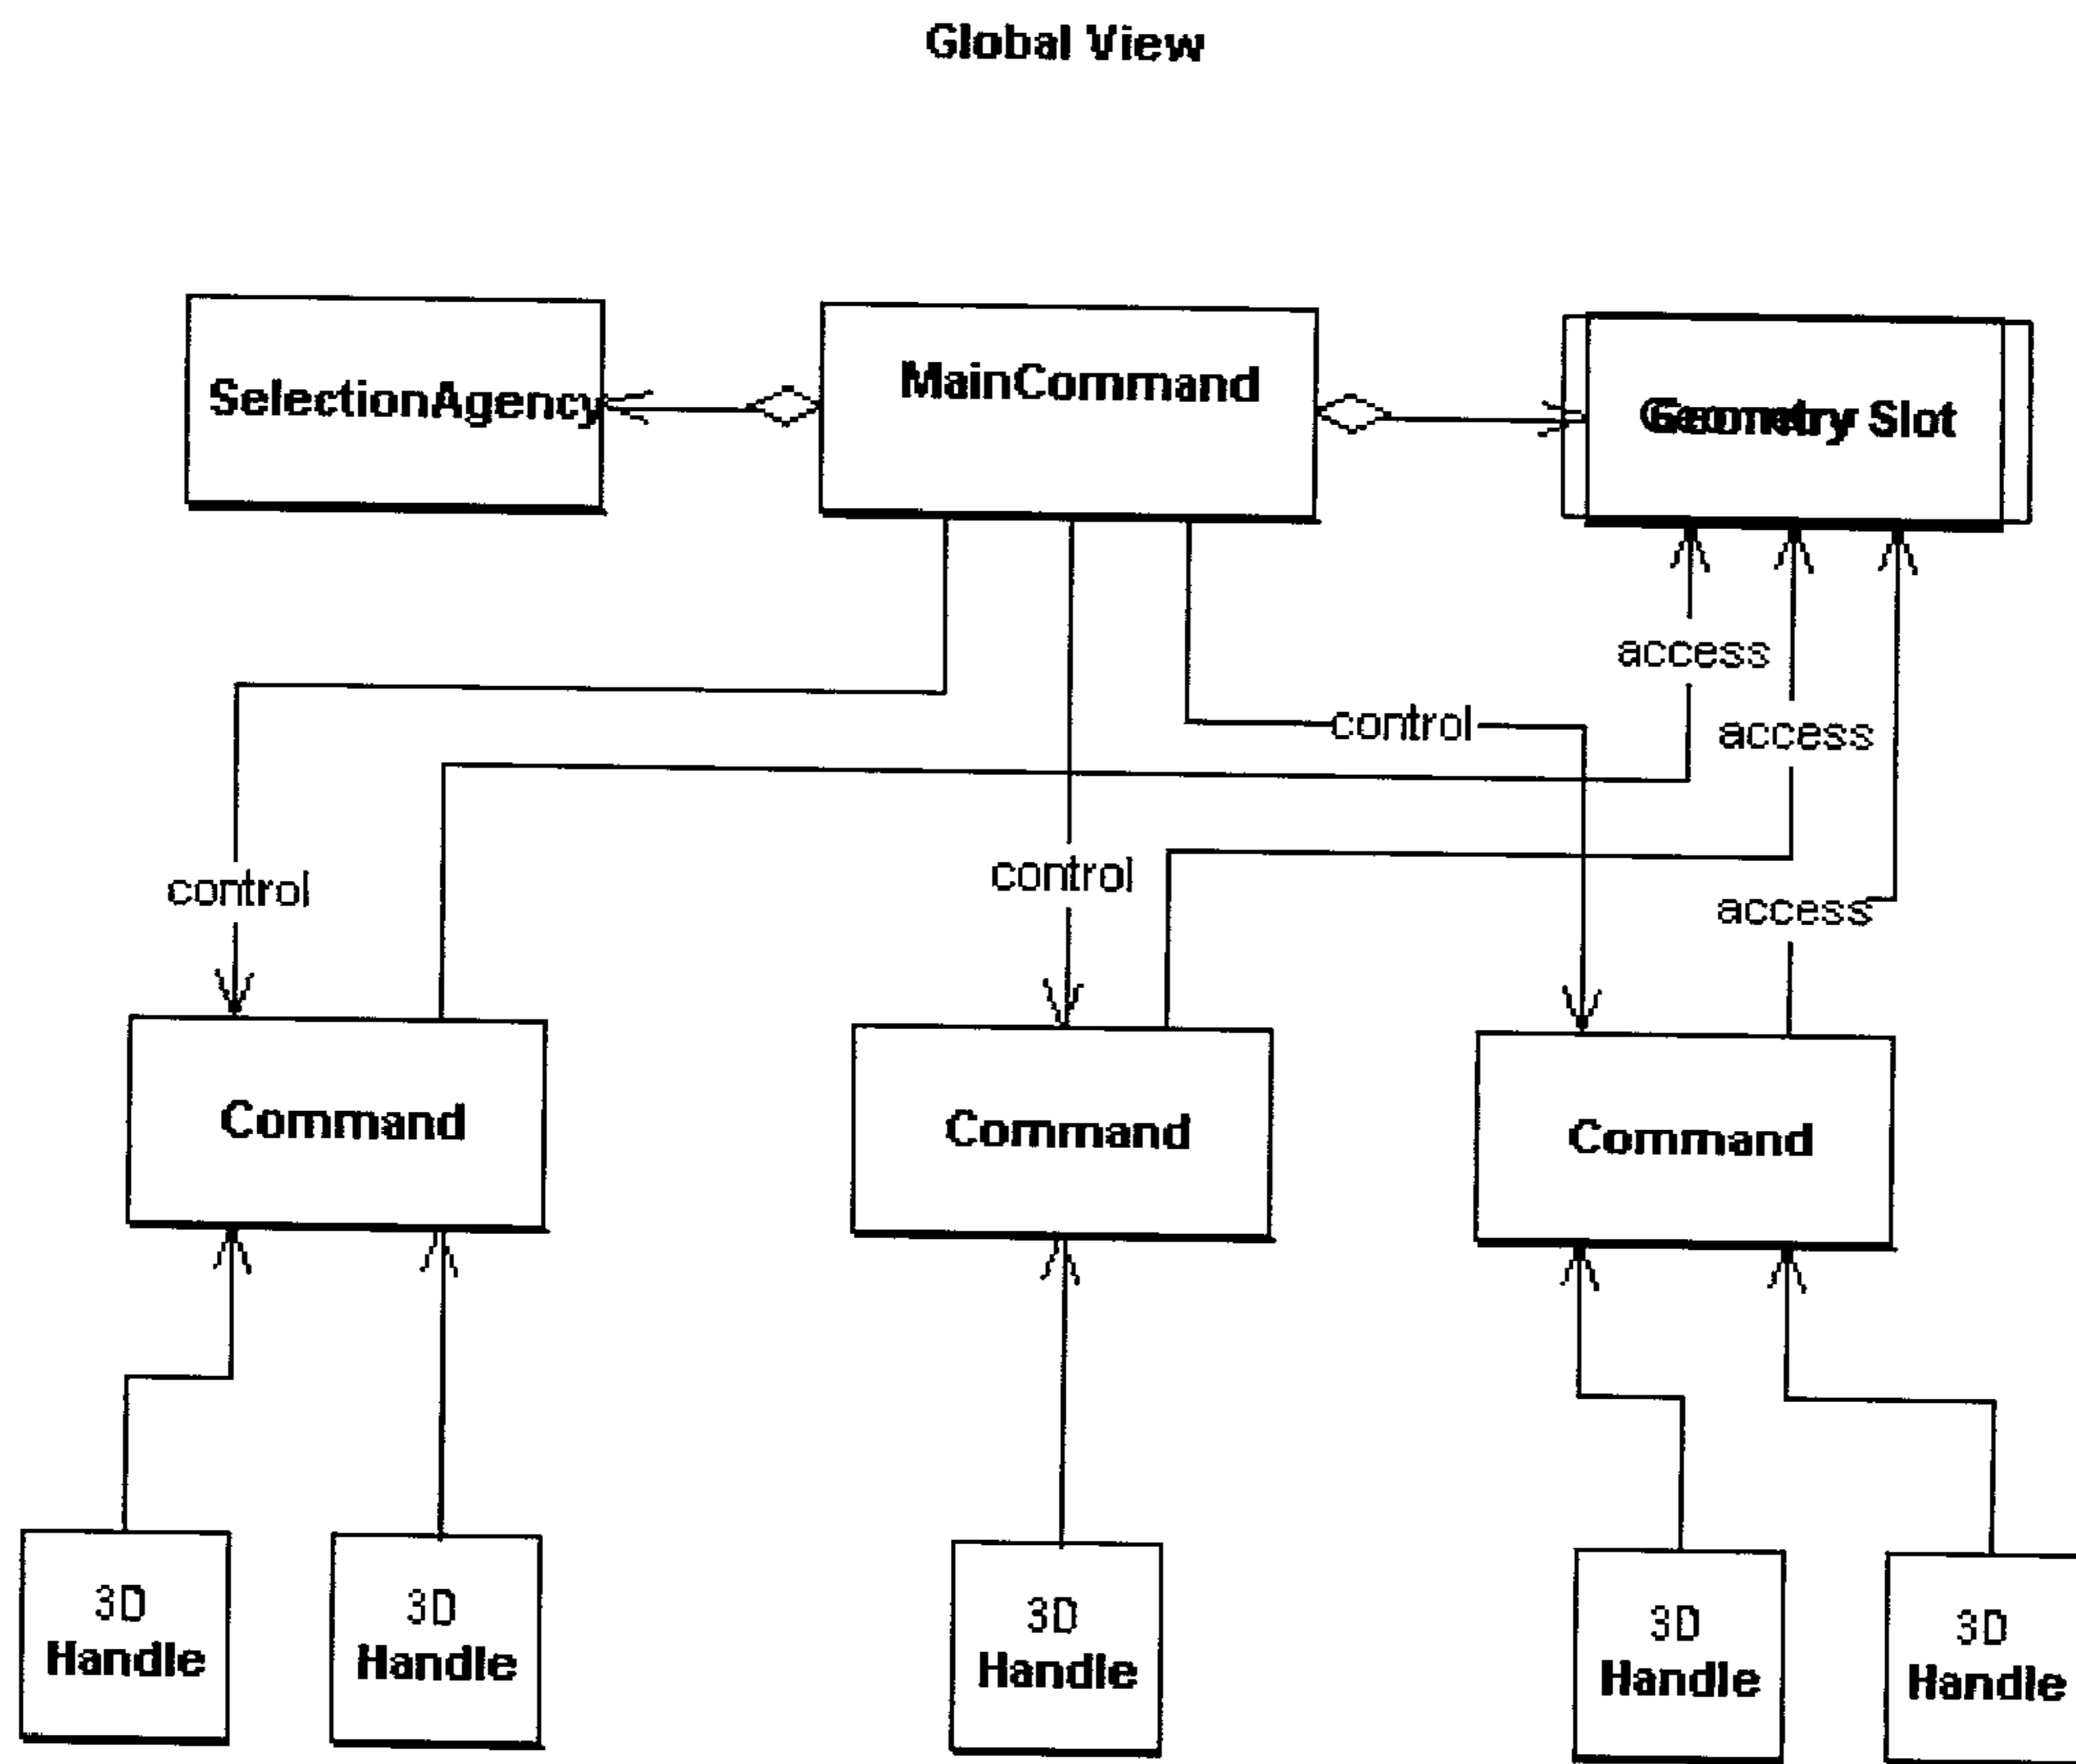 Global View
SelectionAgency
MainCommand
Geometry Slot
access
control
access
control
control
access
Command
Command
Command
3D
Handle
3D
Handle
3D
Handle
3D
Handle
3D
Handle